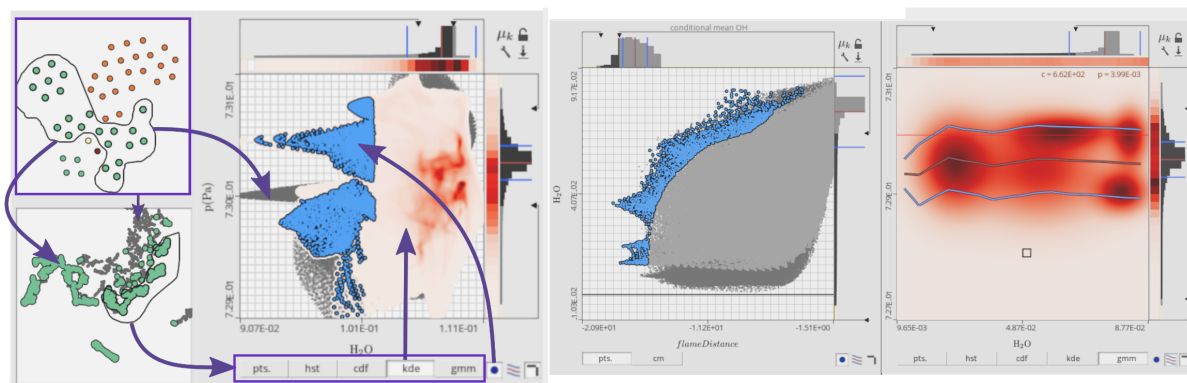 μk
7.31E 01
p(Pa)
7.30E 01
7.29E 01
9.07E-02
1.01E-01
1.11E-01
H2O
pts.
hst
cdf
kde
gmm
conditional mean OH
μk
9.17E-02
H2O
4.07E-02
-1.03E-02
-2.09E+01
-1.12E+00
-1.51E+00
flameDistance
pts.
cm
μk
c = 6.62E+02 p = 3.99E-03
7.31E-01
7.29E-01
7.27E-01
9.65E-03
4.87E-02
8.77E-02
H2O
pts.
hst
cdf
kde
gmm